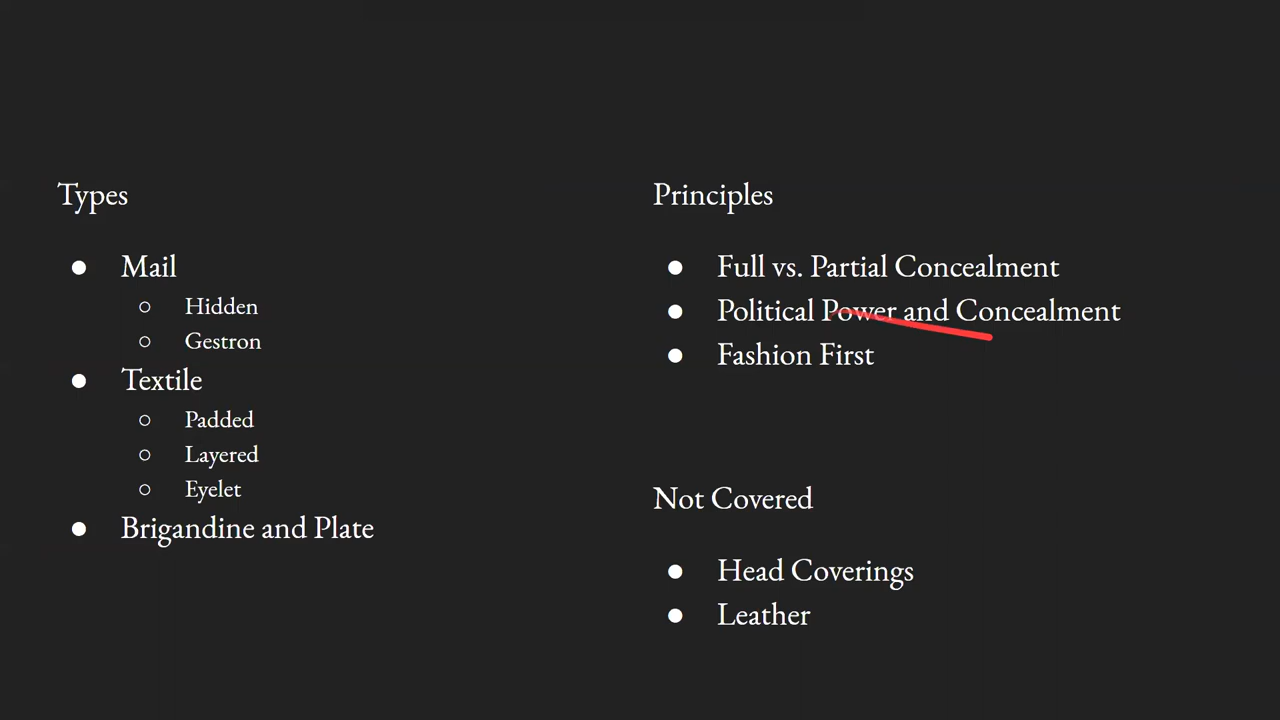 Types
Mail
Hidden
Gestron
Textile
Padded
Layered
Eyelet
Brigandine and Plate
Principles
Full vs. Partial Concealment
Political Power and Concealment
Fashion First
Not Covered
Head Coverings
Leather